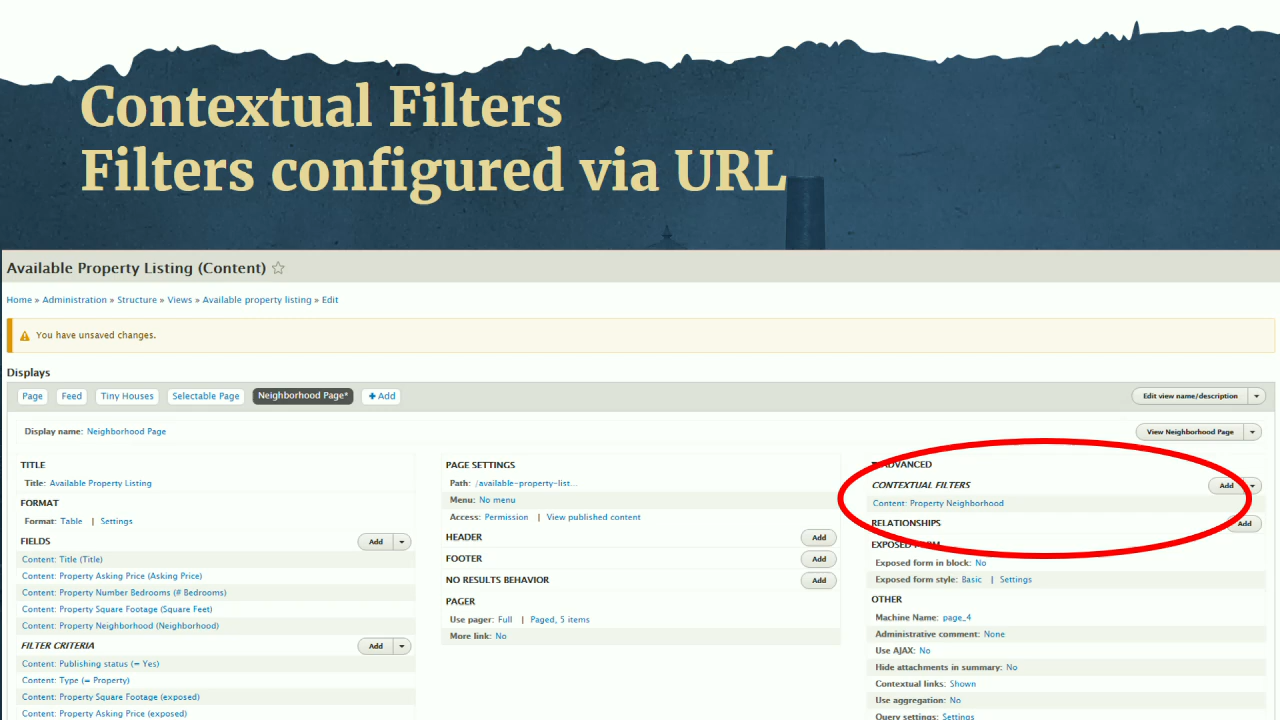 Contextual Filters
Filters configured via URL
Available Property Listing (Content)
Home » Administration » Structure » Views » Available property listing » Edit
You have unsaved changes.
Displays
Page Feed Tiny Houses Selectable Page Neighborhood Page* + Add Edit view name/description
Display name: Neighborhood Page View Neighborhood Page
TITLE
Title: Available Property Listing
FORMAT
Format: Table | Settings
FIELDS Add
Content: Title (Title)
Content: Property Asking Price (Asking Price)
Content: Property Number Bedrooms (# Bedrooms)
Content: Property Square Footage (Square Feet)
Content: Property Neighborhood (Neighborhood)
FILTER CRITERIA Add
Content: Publishing status (= Yes)
Content: Type (= Property)
Content: Property Square Footage (exposed)
Content: Property Asking Price (exposed)
PAGE SETTINGS
Path: /available-property-list...
Menu: No menu
Access: Permission | View published content
HEADER Add
FOOTER Add
NO RESULTS BEHAVIOR Add
PAGER
Use pager: Full | Paged, 5 items
More link: No
ADVANCED
CONTEXTUAL FILTERS Add
Content: Property Neighborhood
RELATIONSHIPS Add
EXPOSED FORM
Exposed form in block: No
Exposed form style: Basic | Settings
OTHER
Machine Name: page_4
Administrative comment: None
Use AJAX: No
Hide attachments in summary: No
Contextual links: Shown
Use aggregation: No
Query settings: Settings